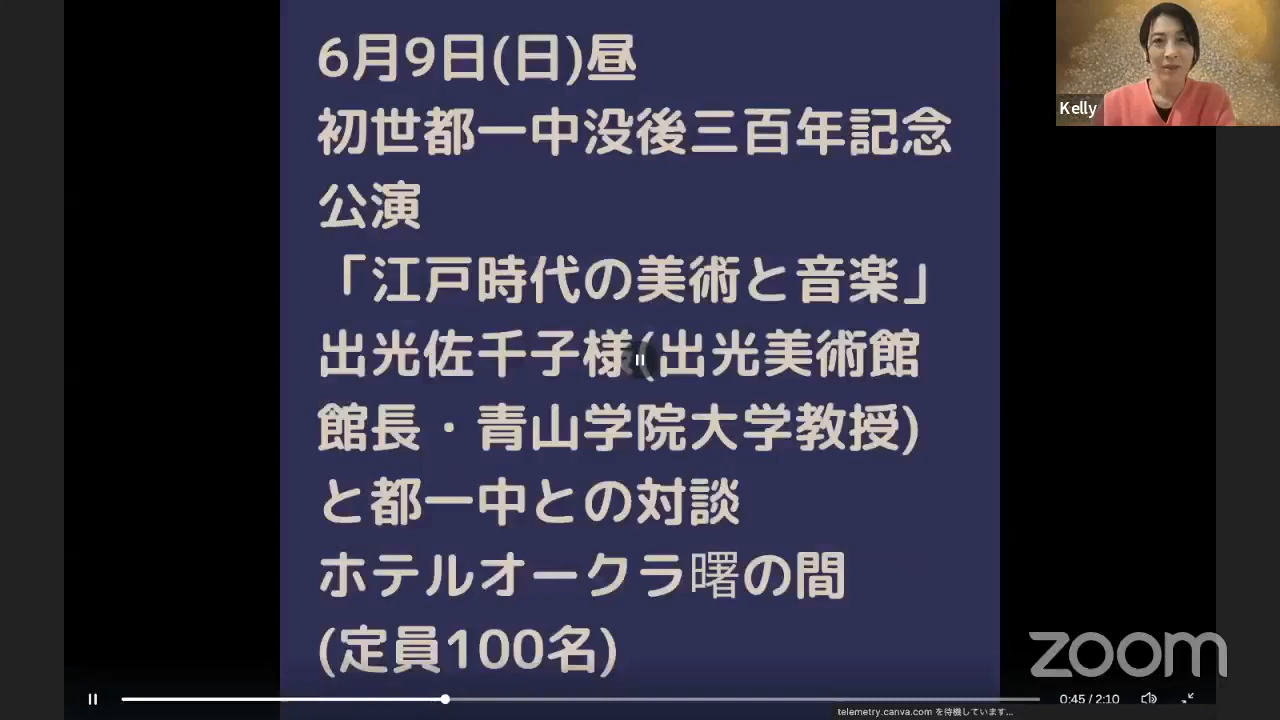 6月9日(日)昼
初世都一中没後三百年記念
公演
「江戸時代の美術と音楽」
出光佐千子様(出光美術館
館長・青山学院大学教授)
と都一中との対談
ホテルオークラ曙の間
(定員100名)
Kelly
zoom
0:45 / 2:10
telemetry.canva.com を待機しています...